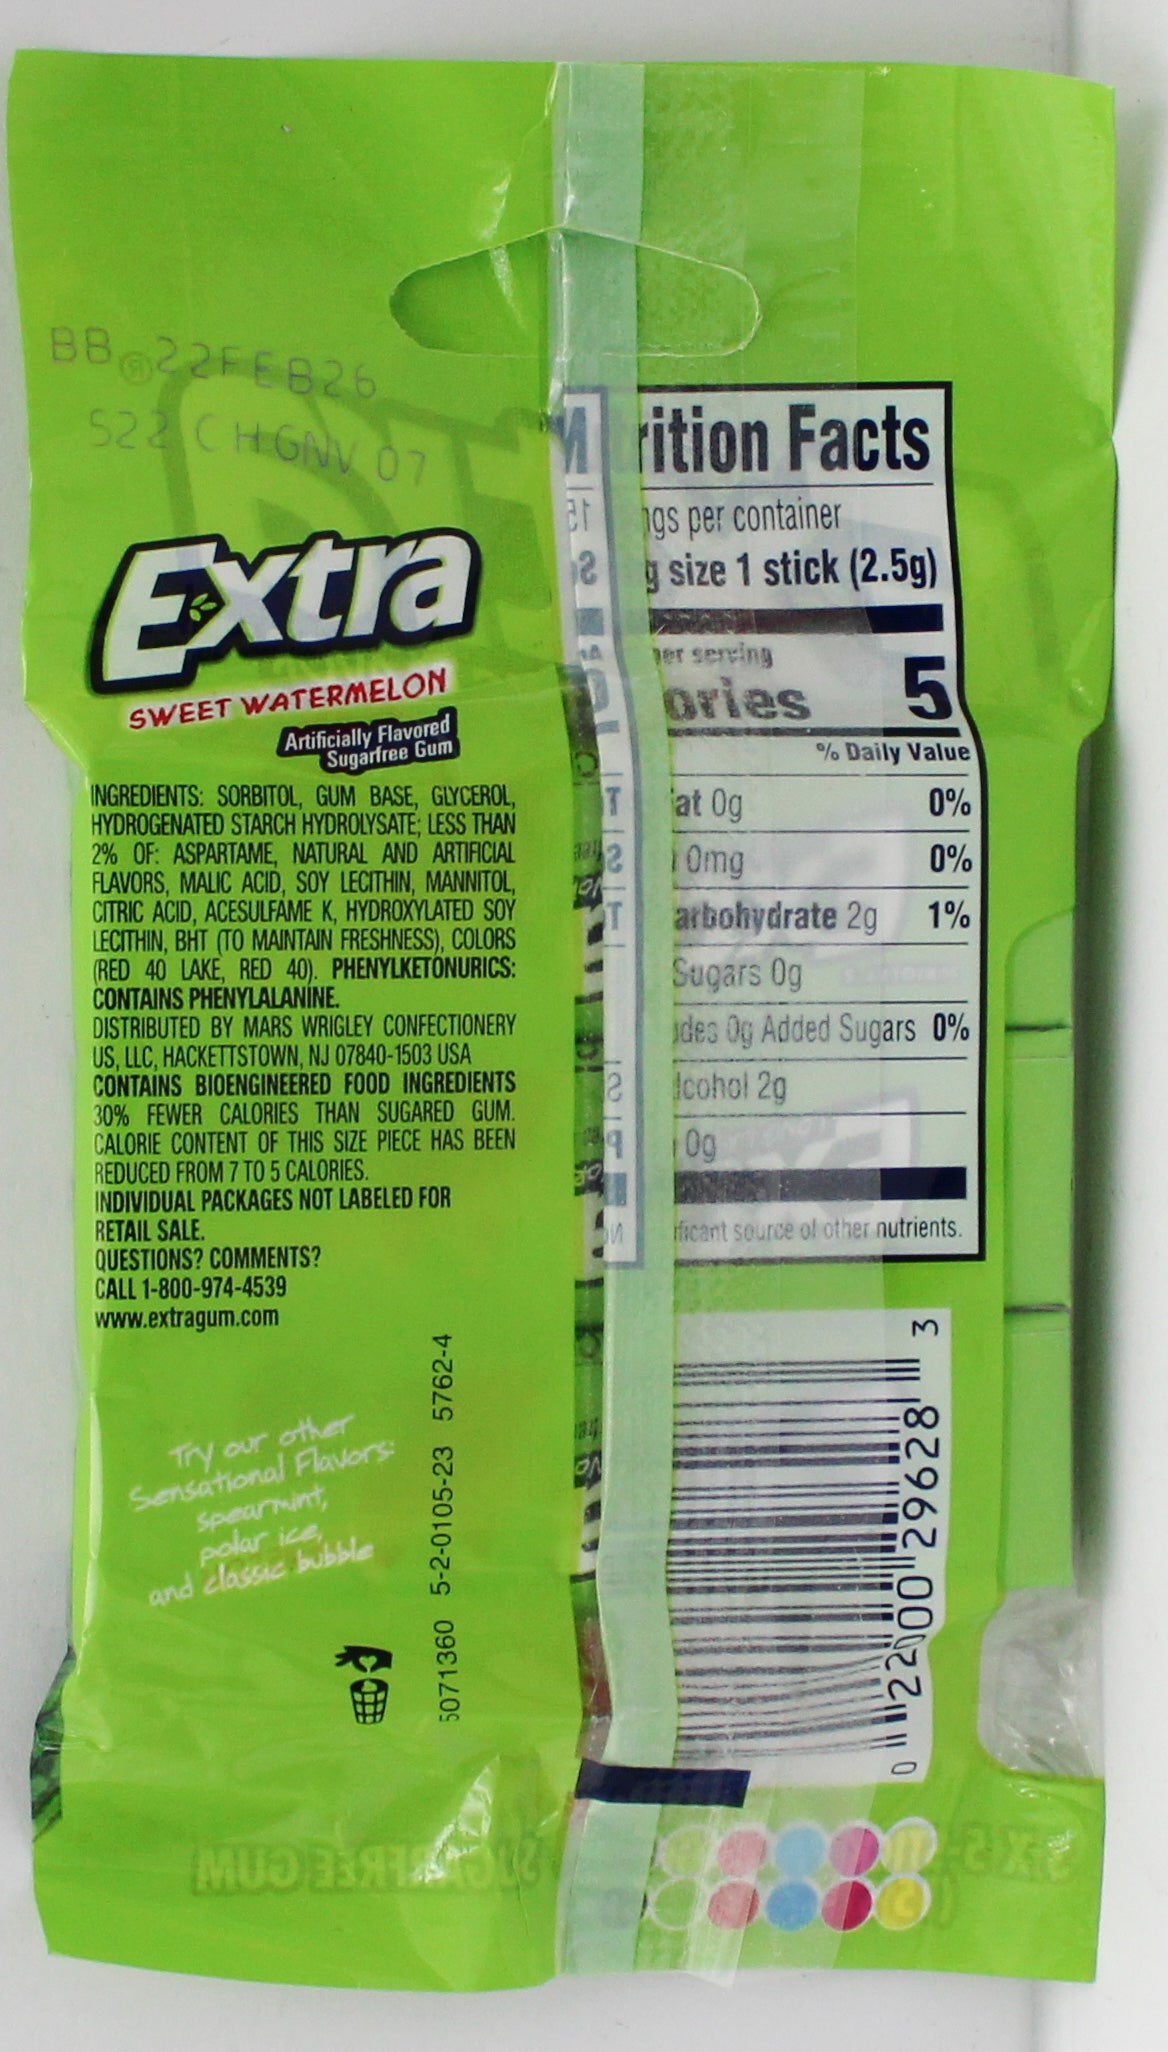 BB 22FEB26
S22 CHGNV 07
Extra
SWEET WATERMELON
Artificially Flavored
Sugarfree Gum
INGREDIENTS: SORBITOL, GUM BASE, GLYCEROL,
HYDROGENATED STARCH HYDROLYSATE; LESS THAN
2% OF: ASPARTAME, NATURAL AND ARTIFICIAL
FLAVORS, MALIC ACID, SOY LECITHIN, MANNITOL,
CITRIC ACID, ACESULFAME K, HYDROXYLATED SOY
LECITHIN, BHT (TO MAINTAIN FRESHNESS), COLORS
(RED 40 LAKE, RED 40). PHENYLKETONURICS:
CONTAINS PHENYLALANINE.
DISTRIBUTED BY MARS WRIGLEY CONFECTIONERY
US, LLC, HACKETTSTOWN, NJ 07840-1503 USA
CONTAINS BIOENGINEERED FOOD INGREDIENTS
30% FEWER CALORIES THAN SUGARED GUM.
CALORIE CONTENT OF THIS SIZE PIECE HAS BEEN
REDUCED FROM 7 TO 5 CALORIES.
INDIVIDUAL PACKAGES NOT LABELED FOR
RETAIL SALE.
QUESTIONS? COMMENTS?
CALL 1-800-974-4539
www.extragum.com
Try our other
Sensational Flavors:
spearmint,
polar ice,
and classic bubble
5071360 5-2-0105-23 5762-4
rition Facts
ngs per container
g size 1 stick (2.5g)
per serving
ories 5
% Daily Value
at 0g 0%
0mg 0%
arbohydrate 2g 1%
Sugars 0g
udes 0g Added Sugars 0%
lcohol 2g
0g
ificant source of other nutrients.
0 22000 29628 3
SUGARFREE GUM